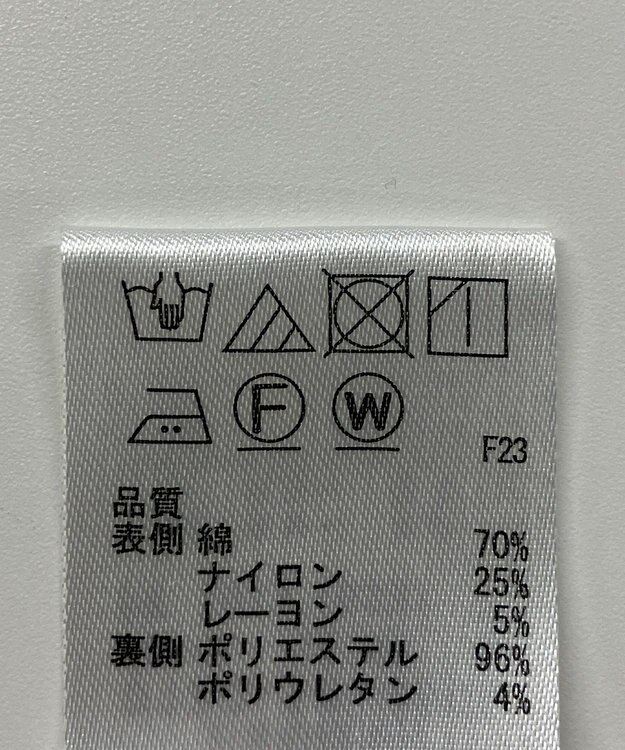 F W
F23
品質
表側 綿 70%
ナイロン 25%
レーヨン 5%
裏側 ポリエステル 96%
ポリウレタン 4%